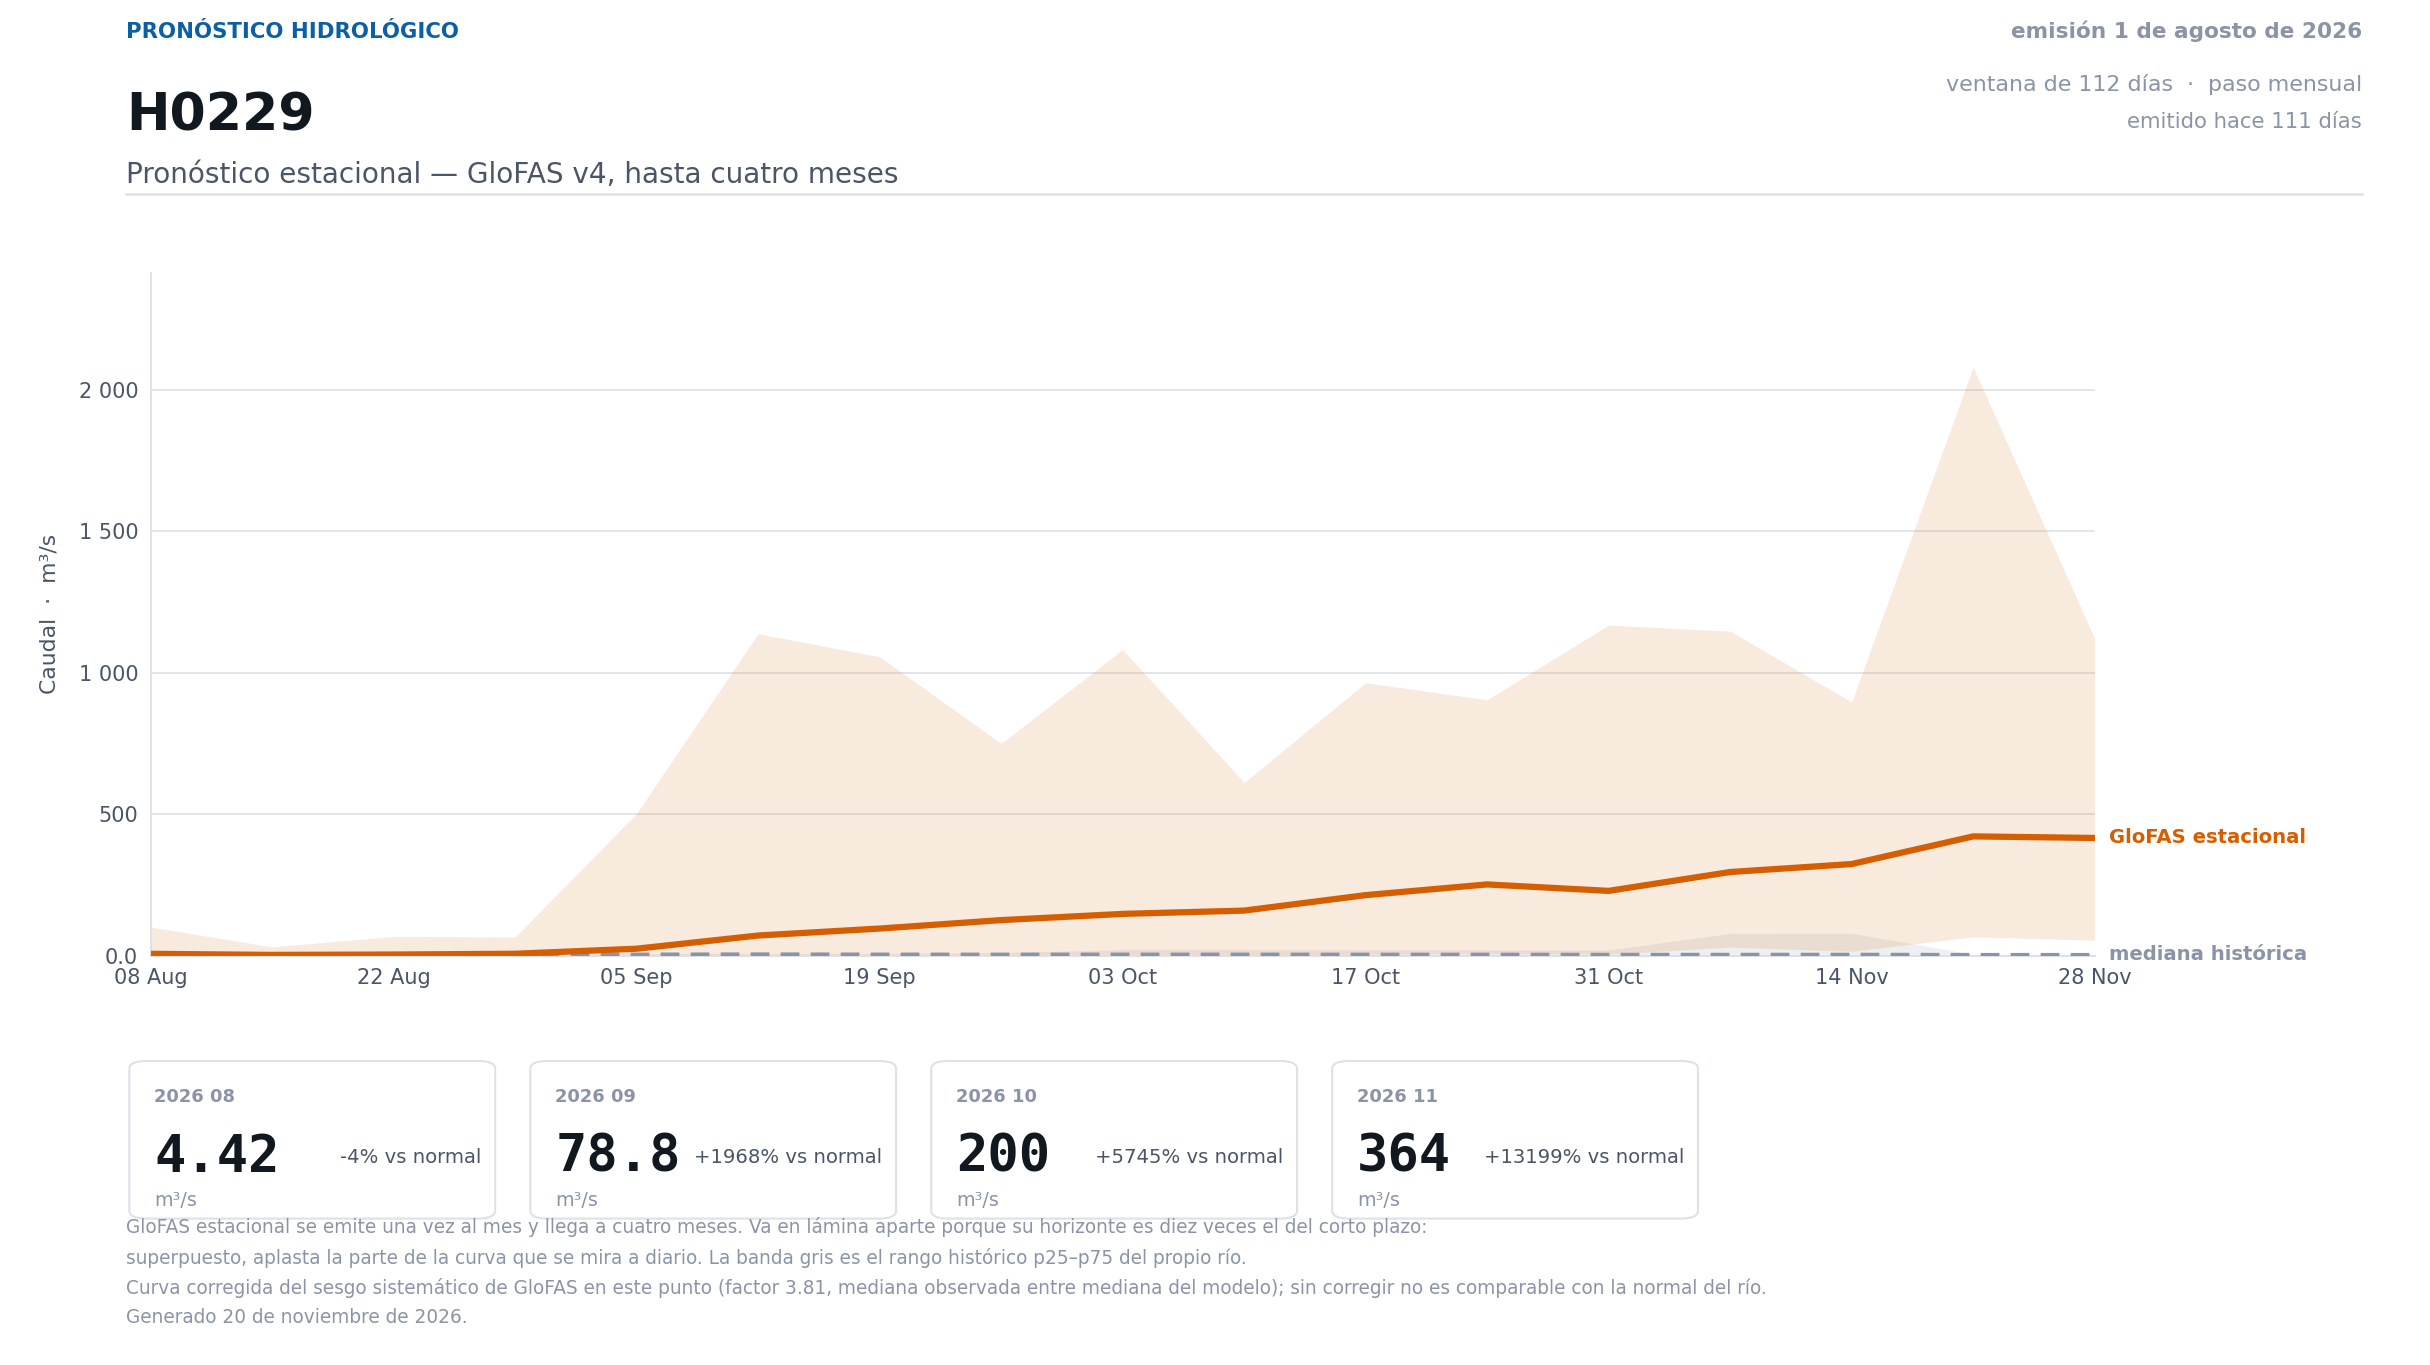 PRONÓSTICO HIDROLÓGICO
emisión 1 de agosto de 2026
ventana de 112 días · paso mensual
H0229
emitido hace 111 días
Pronóstico estacional — GloFAS v4, hasta cuatro meses
Caudal · m³/s
2 000
1 500
1 000
500
0.0
GloFAS estacional
mediana histórica
08 Aug
22 Aug
05 Sep
19 Sep
03 Oct
17 Oct
31 Oct
14 Nov
28 Nov
2026 08
4.42
-4% vs normal
m³/s
2026 09
78.8
+1968% vs normal
m³/s
2026 10
200
+5745% vs normal
m³/s
2026 11
364
+13199% vs normal
m³/s
GloFAS estacional se emite una vez al mes y llega a cuatro meses. Va en lámina aparte porque su horizonte es diez veces el del corto plazo:
superpuesto, aplasta la parte de la curva que se mira a diario. La banda gris es el rango histórico p25–p75 del propio río.
Curva corregida del sesgo sistemático de GloFAS en este punto (factor 3.81, mediana observada entre mediana del modelo); sin corregir no es comparable con la normal del río.
Generado 20 de noviembre de 2026.